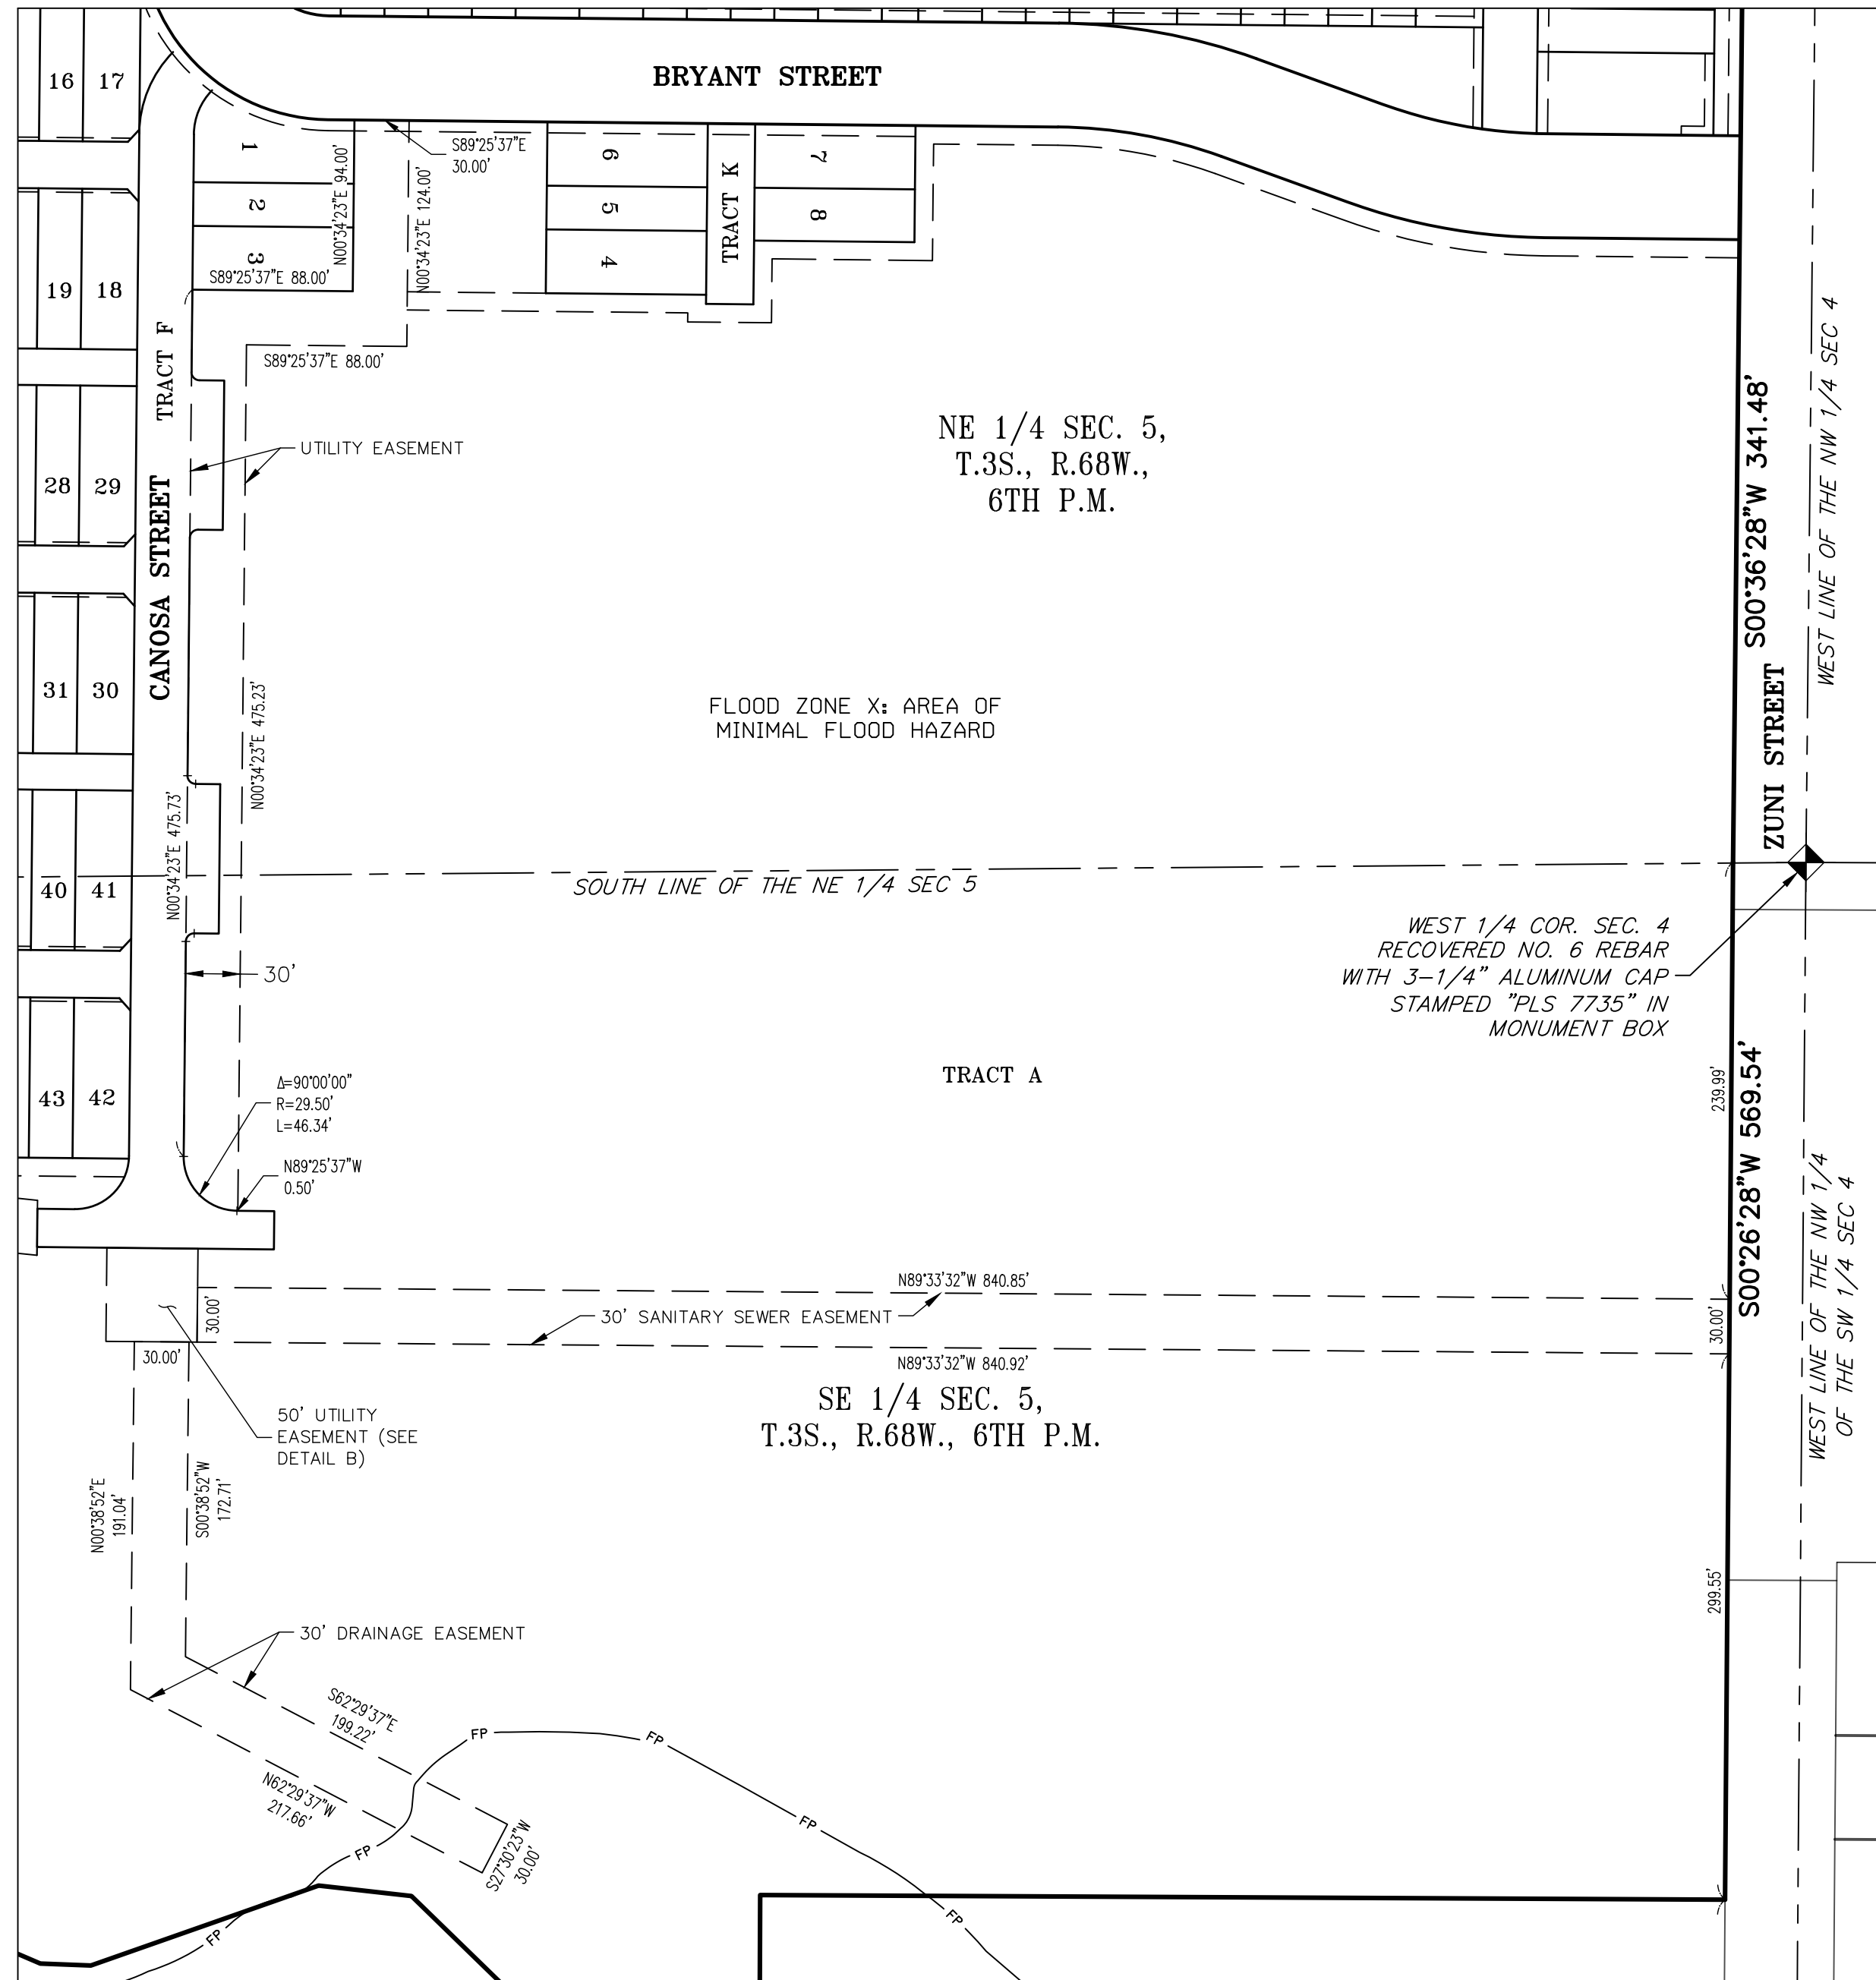 BRYANT STREET
16
17
S89°25'37"E
30.00'
1
2
3
N00°34'23"E 94.00'
N00°34'23"E 124.00'
6
5
4
TRACT K
7
8
S89°25'37"E 88.00'
19
18
TRACT F
S89°25'37"E 88.00'
WEST LINE OF THE NW 1/4 SEC 4
S00°36'28"W 341.48'
NE 1/4 SEC. 5,
T.3S., R.68W.,
6TH P.M.
UTILITY EASEMENT
28
29
CANOSA STREET
31
30
N00°34'23"E 475.23'
FLOOD ZONE X: AREA OF
MINIMAL FLOOD HAZARD
ZUNI STREET
N00°34'23"E 475.73'
40
41
SOUTH LINE OF THE NE 1/4 SEC 5
WEST 1/4 COR. SEC. 4
RECOVERED NO. 6 REBAR
WITH 3-1/4" ALUMINUM CAP
STAMPED "PLS 7735" IN
MONUMENT BOX
30'
43
42
Δ=90°00'00"
R=29.50'
L=46.34'
TRACT A
239.99'
S00°26'28"W 569.54'
N89°25'37"W
0.50'
WEST LINE OF THE NW 1/4
OF THE SW 1/4 SEC 4
N89°33'32"W 840.85'
30.00'
30' SANITARY SEWER EASEMENT
30.00'
30.00'
N89°33'32"W 840.92'
SE 1/4 SEC. 5,
T.3S., R.68W., 6TH P.M.
50' UTILITY
EASEMENT (SEE
DETAIL B)
N00°38'52"E
191.04'
S00°38'52"W
172.71'
299.55'
30' DRAINAGE EASEMENT
S62°29'37"E
199.22'
N62°29'37"W
217.66'
S27°30'23"W
30.00'
FP
FP
FP
FP
FP
FP